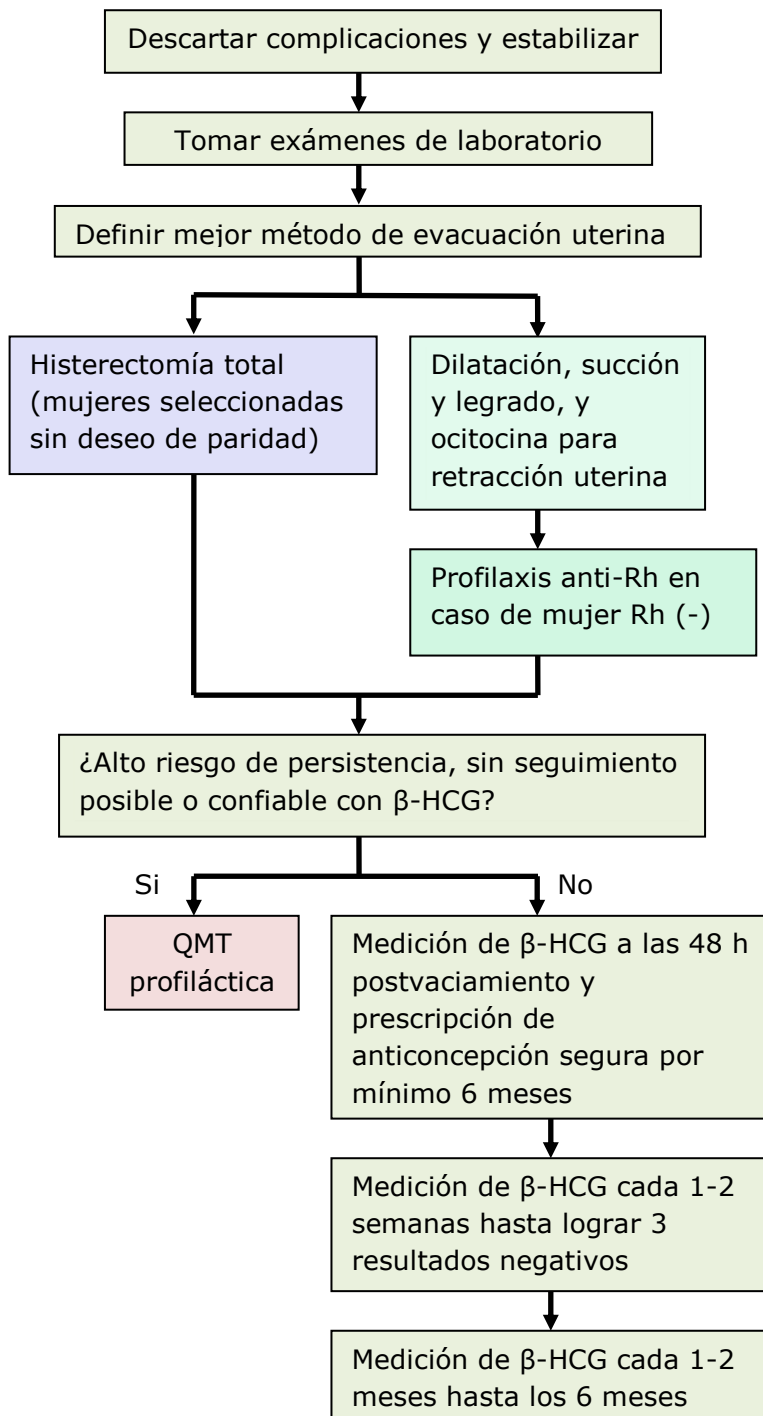 Descartar complicaciones y estabilizar
Tomar exámenes de laboratorio
Definir mejor método de evacuación uterina
Histerectomía total
(mujeres seleccionadas
sin deseo de paridad)
Dilatación, succión
y legrado, y
ocitocina para
retracción uterina
Profilaxis anti-Rh en
caso de mujer Rh (-)
¿Alto riesgo de persistencia, sin seguimiento
posible o confiable con β-HCG?
Si
No
QMT
profiláctica
Medición de β-HCG a las 48 h
postvaciamiento y
prescripción de
anticoncepción segura por
mínimo 6 meses
Medición de β-HCG cada 1-2
semanas hasta lograr 3
resultados negativos
Medición de β-HCG cada 1-2
meses hasta los 6 meses